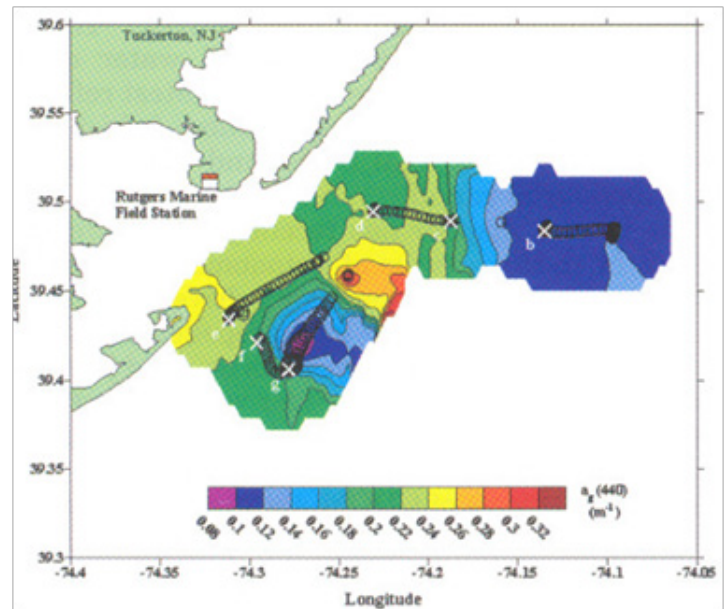 39.6
Tuckerton, NJ
39.55
39.5
Rutgers Marine
Field Station
d
c
b
39.45
e
f
39.4
g
39.35
a_g (440)
(m⁻¹)
0.08
0.1
0.12
0.14
0.16
0.18
0.2
0.22
0.24
0.26
0.28
0.3
0.32
39.3
-74.4
-74.35
-74.3
-74.25
-74.2
-74.15
-74.1
-74.05
Longitude